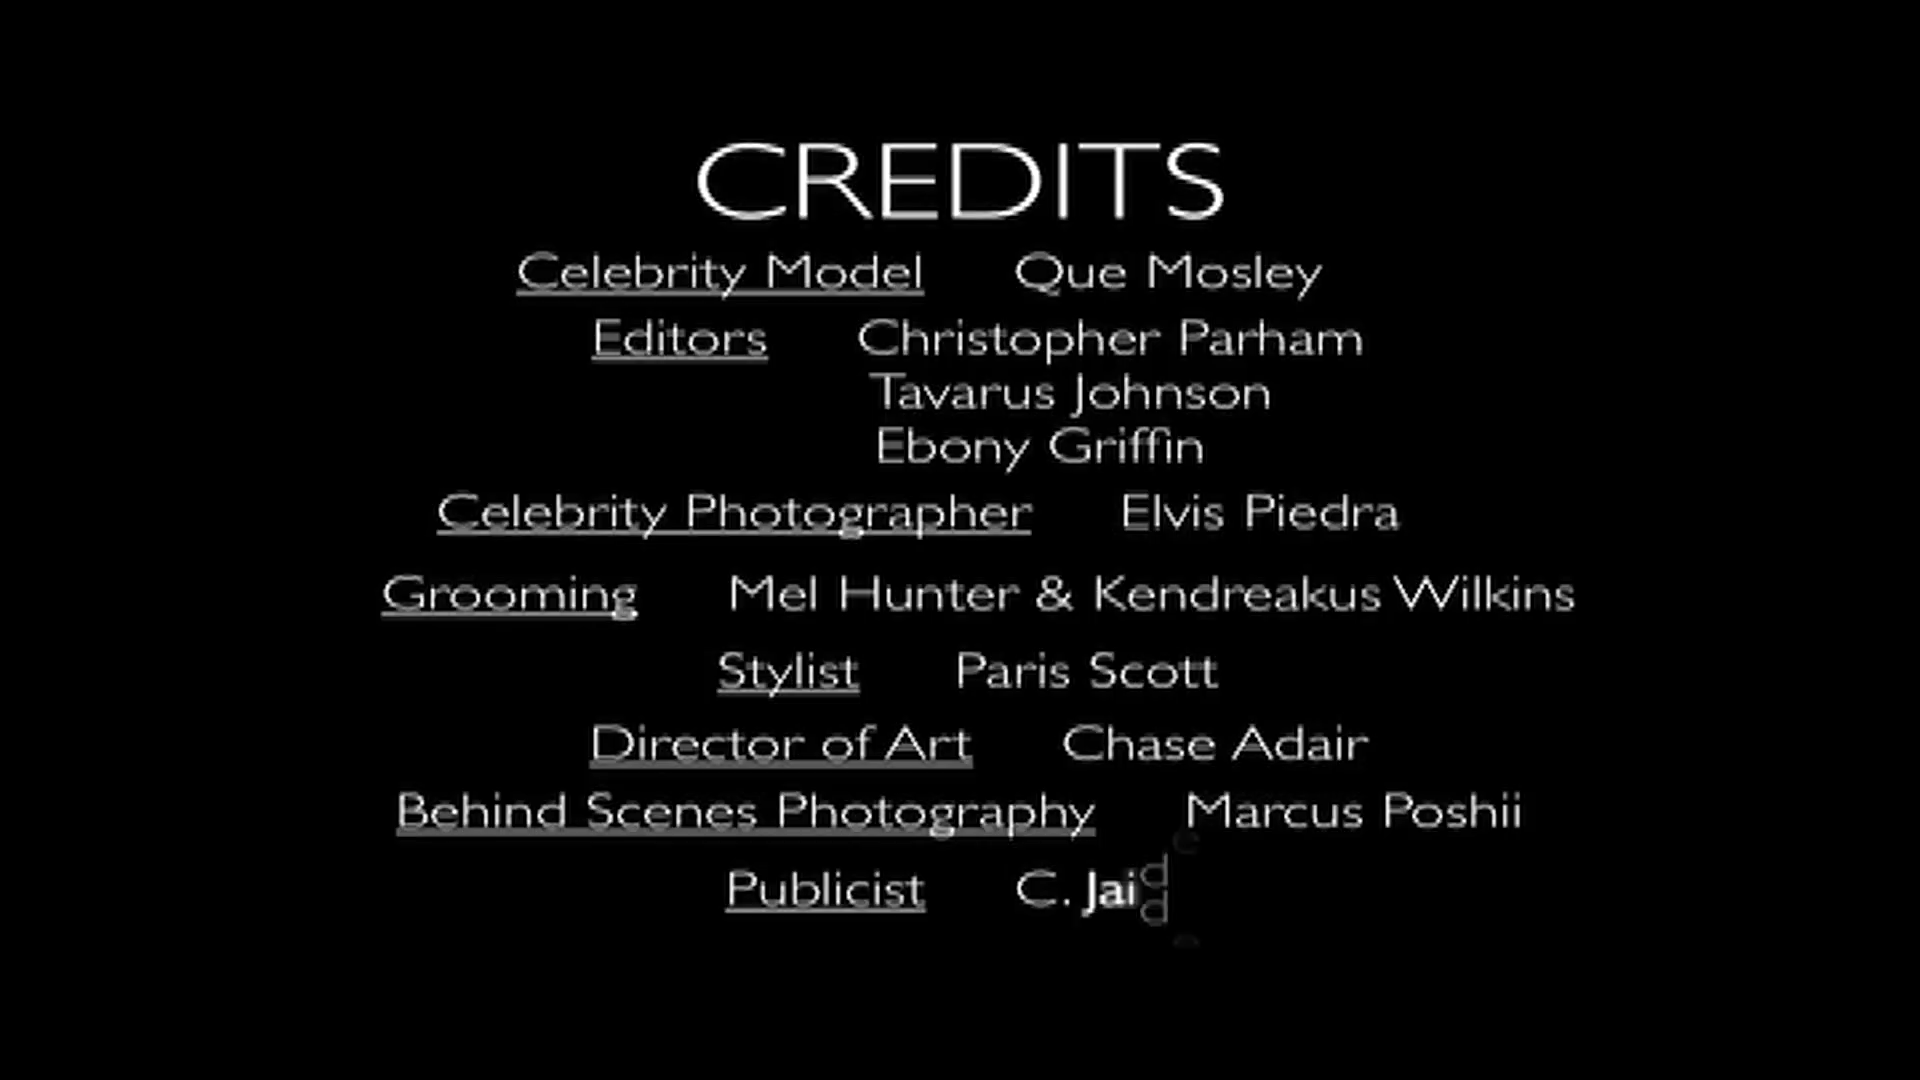 CREDITS
Celebrity Model Que Mosley
Editors Christopher Parham
Tavarus Johnson
Ebony Griffin
Celebrity Photographer Elvis Piedra
Grooming Mel Hunter & Kendreakus Wilkins
Stylist Paris Scott
Director of Art Chase Adair
Behind Scenes Photography Marcus Poshii
Publicist C.